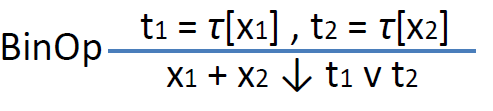 t1 = τ[x1] , t2 = τ[x2]
BinOp
x1 + x2 ↓ t1 v t2